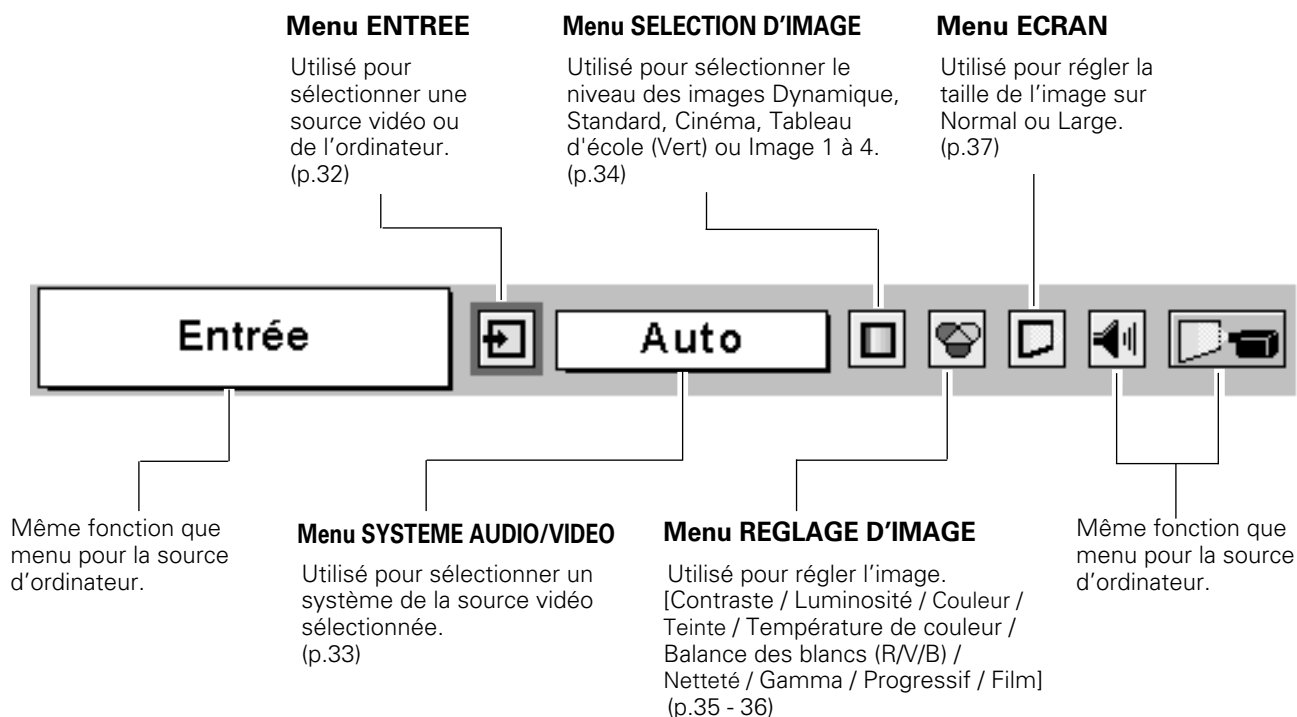 Menu ENTREE
Utilisé pour
sélectionner une
source vidéo ou
de l'ordinateur.
(p.32)
Menu SELECTION D'IMAGE
Utilisé pour sélectionner le
niveau des images Dynamique,
Standard, Cinéma, Tableau
d'école (Vert) ou Image 1 à 4.
(p.34)
Menu ECRAN
Utilisé pour régler la
taille de l'image sur
Normal ou Large.
(p.37)
Entrée
Auto
Même fonction que
menu pour la source
d'ordinateur.
Menu SYSTEME AUDIO/VIDEO
Utilisé pour sélectionner un
système de la source vidéo
sélectionnée.
(p.33)
Menu REGLAGE D'IMAGE
Utilisé pour régler l'image.
[Contraste / Luminosité / Couleur /
Teinte / Température de couleur /
Balance des blancs (R/V/B) /
Netteté / Gamma / Progressif / Film]
(p.35 - 36)
Même fonction que
menu pour la source
d'ordinateur.